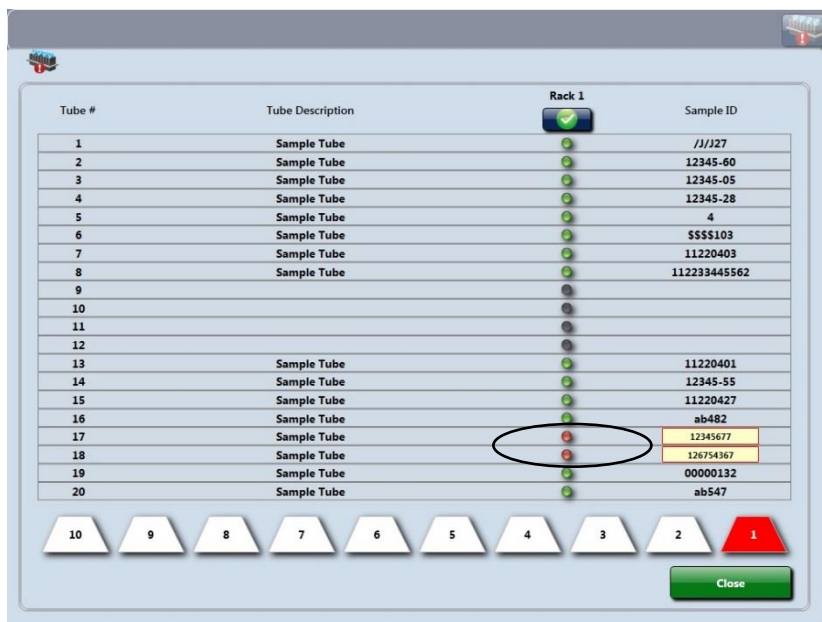 Rack 1
Tube # Tube Description Sample ID
1 Sample Tube /J/J27
2 Sample Tube 12345-60
3 Sample Tube 12345-05
4 Sample Tube 12345-28
5 Sample Tube 4
6 Sample Tube $$$$103
7 Sample Tube 11220403
8 Sample Tube 112233445562
9
10
11
12
13 Sample Tube 11220401
14 Sample Tube 12345-55
15 Sample Tube 11220427
16 Sample Tube ab482
17 Sample Tube 12345677
18 Sample Tube 126754367
19 Sample Tube 00000132
20 Sample Tube ab547
10 9 8 7 6 5 4 3 2 1
Close